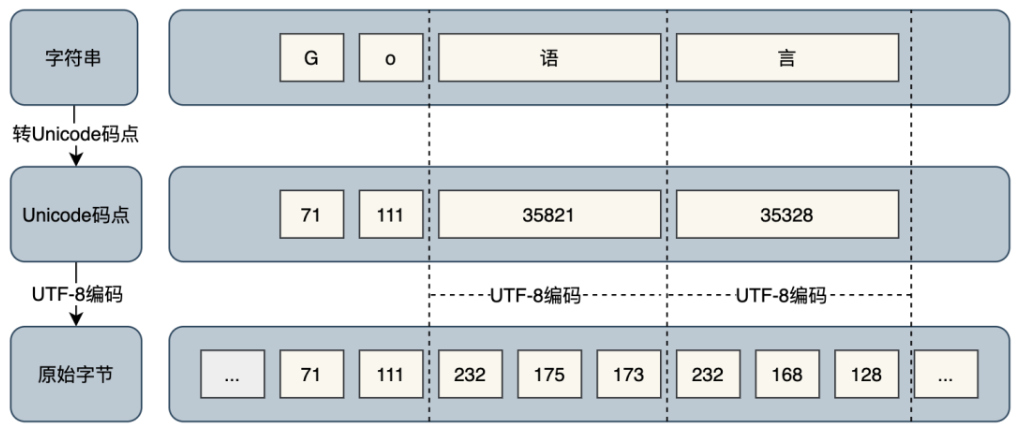 字符串
G
o
语
言
转Unicode码点
Unicode码点
71
111
35821
35328
UTF-8编码
UTF-8编码
UTF-8编码
原始字节
...
71
111
232
175
173
232
168
128
...